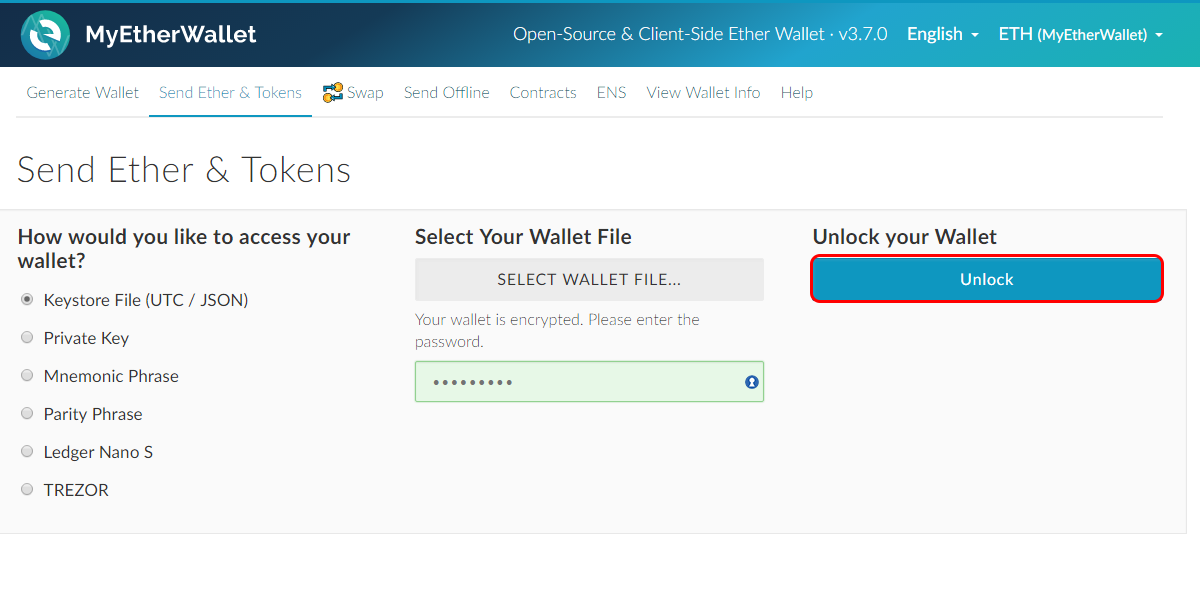 MyEtherWallet
Open-Source & Client-Side Ether Wallet · v3.7.0
English
ETH (MyEtherWallet)
Generate Wallet
Send Ether & Tokens
Swap
Send Offline
Contracts
ENS
View Wallet Info
Help
Send Ether & Tokens
How would you like to access your
wallet?
Keystore File (UTC / JSON)
Private Key
Mnemonic Phrase
Parity Phrase
Ledger Nano S
TREZOR
Select Your Wallet File
SELECT WALLET FILE...
Your wallet is encrypted. Please enter the
password.
•••••••••
Unlock your Wallet
Unlock